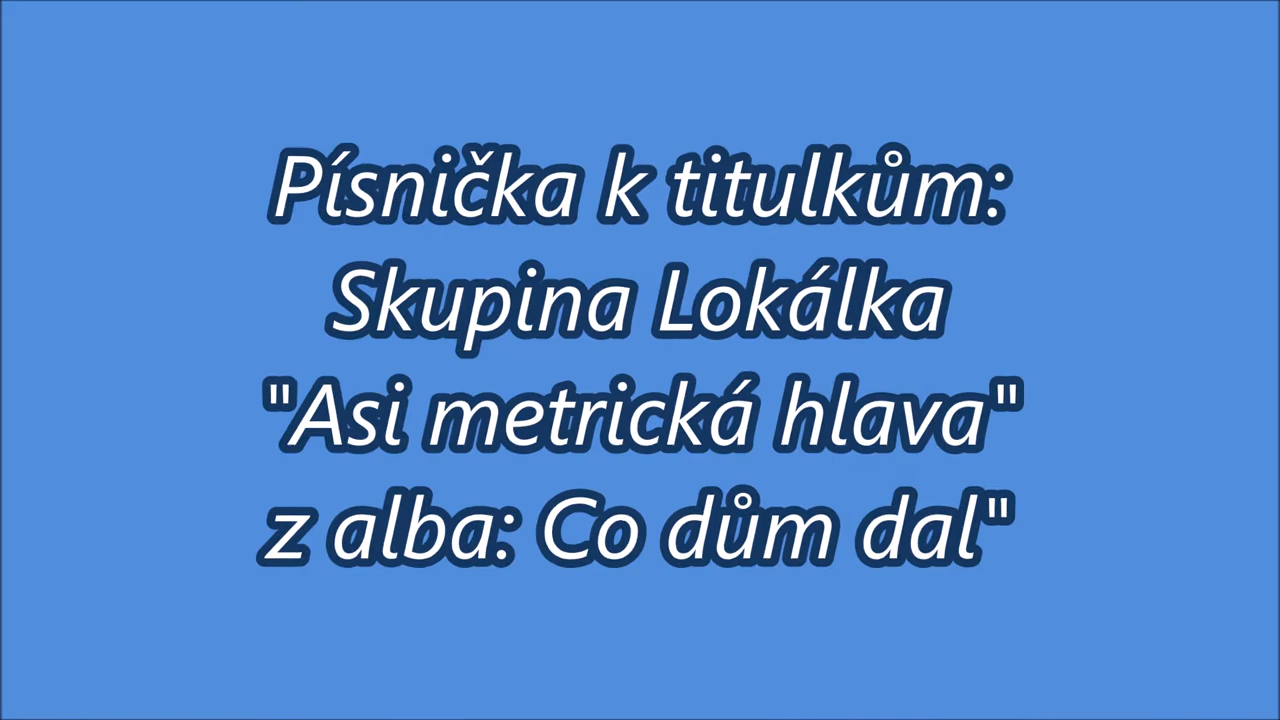 Písnička k titulkům:
Skupina Lokálka
"Asi metrická hlava"
z alba: Co dům dal"